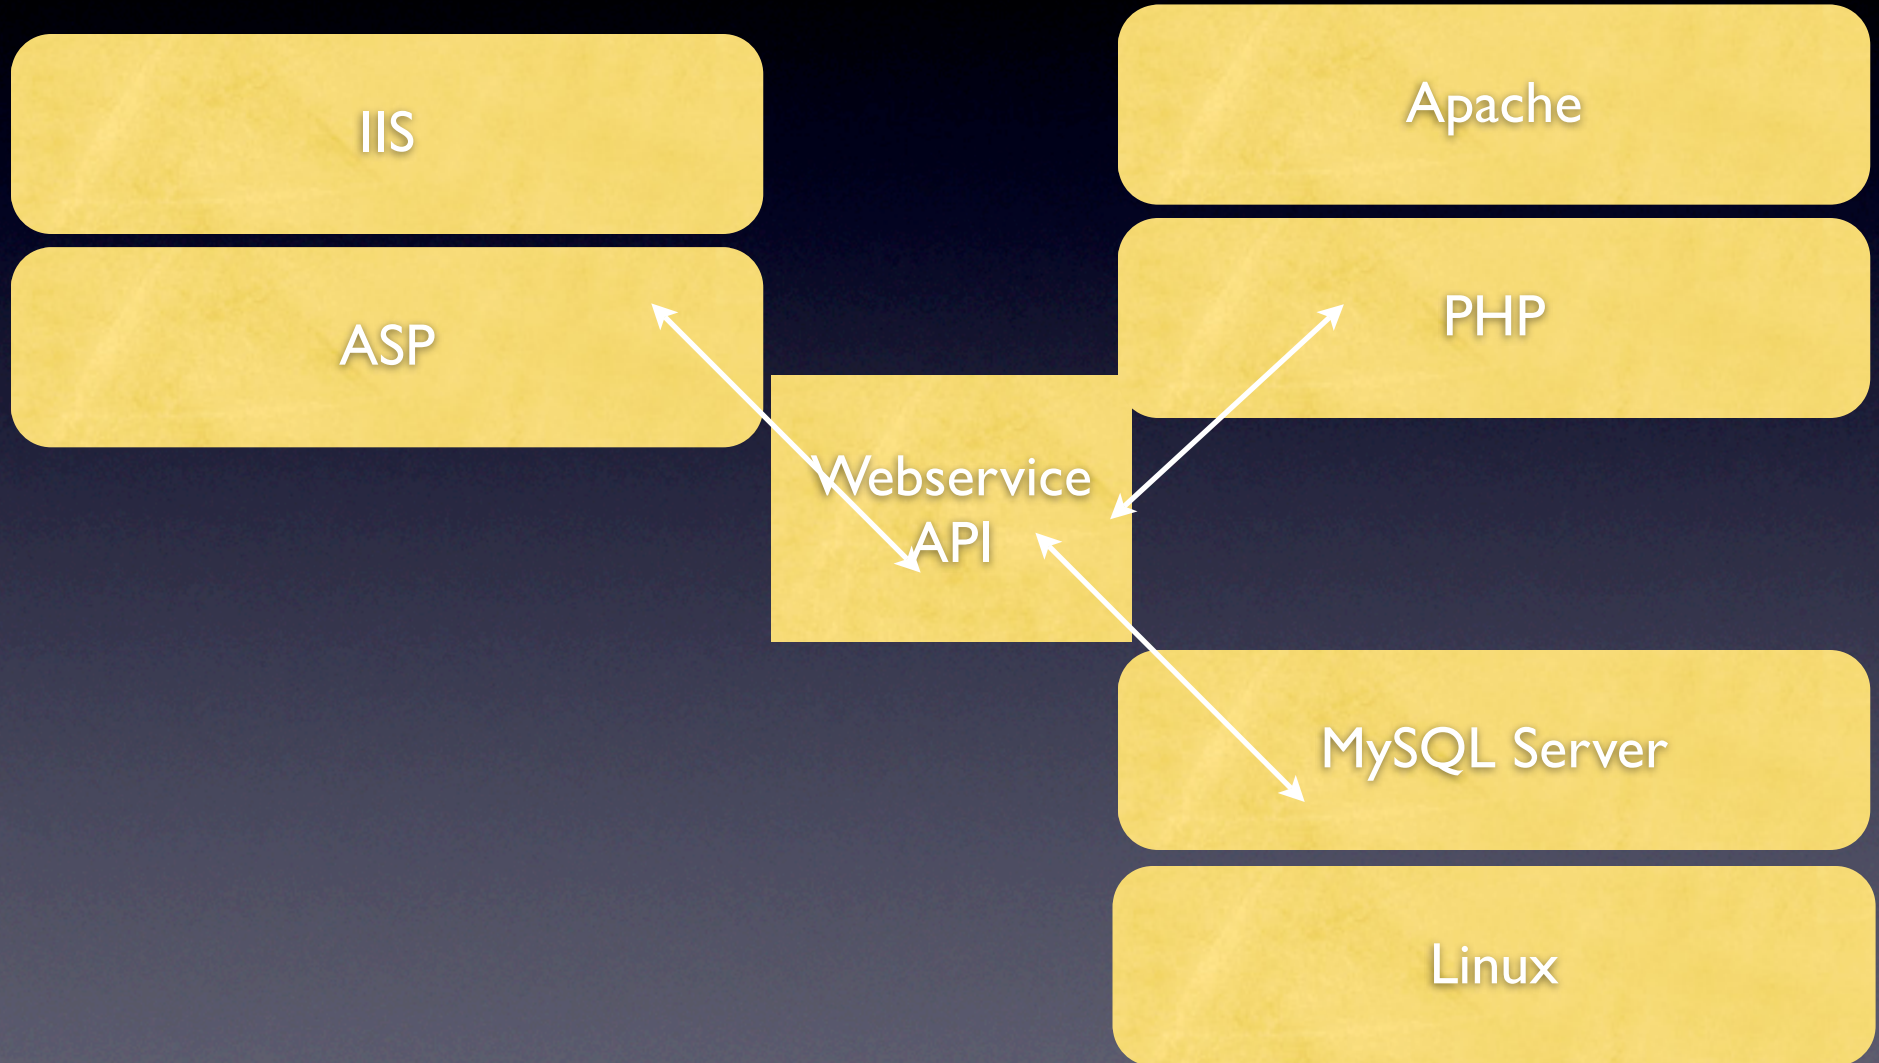 IIS
ASP
Webservice
API
Apache
PHP
MySQL Server
Linux